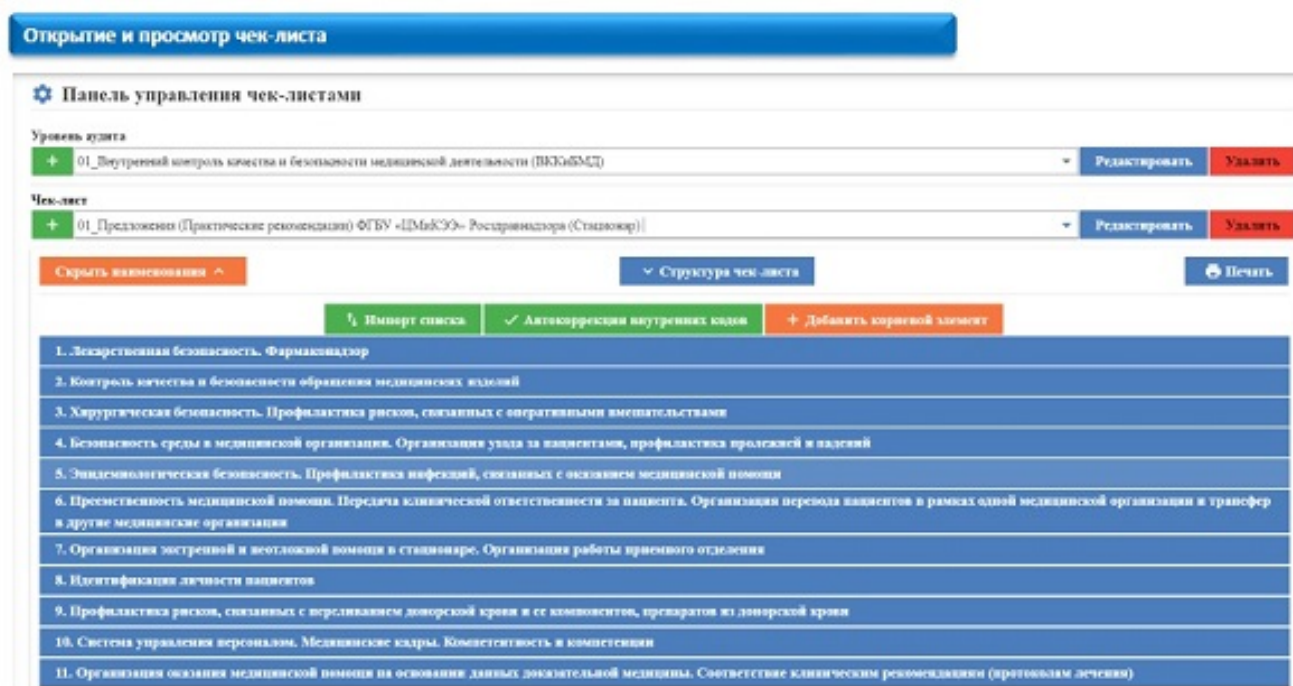 Открытие и просмотр чек-листа
Панель управления чек-листами
Уровень аудита
+ 01_Внутренний контроль качества и безопасности медицинской деятельности (ВККиБМД) Редактировать Удалить
Чек-лист
+ 01_Предложения (Практические рекомендации) ФГБУ «ЦМиКЭЭ» Росздравнадзора (Стационар) Редактировать Удалить
Скрыть наименования Структура чек-листа Печать
Импорт списка Автокоррекция внутренних кодов + Добавить корневой элемент
1. Лекарственная безопасность. Фармаконадзор
2. Контроль качества и безопасности обращения медицинских изделий
3. Хирургическая безопасность. Профилактика рисков, связанных с оперативными вмешательствами
4. Безопасность среды в медицинской организации. Организация ухода за пациентами, профилактика пролежней и падений
5. Эпидемиологическая безопасность. Профилактика инфекций, связанных с оказанием медицинской помощи
6. Преемственность медицинской помощи. Передача клинической ответственности за пациента. Организация перевода пациентов в рамках одной медицинской организации и трансфер
в другие медицинские организации
7. Организация экстренной и неотложной помощи в стационаре. Организация работы приемного отделения
8. Идентификация личности пациентов
9. Профилактика рисков, связанных с переливанием донорской крови и ее компонентов, препаратов из донорской крови
10. Система управления персоналом. Медицинские кадры. Компетентность и компетенции
11. Организация оказания медицинской помощи на основании данных доказательной медицины. Соответствие клиническим рекомендациям (протоколам лечения)